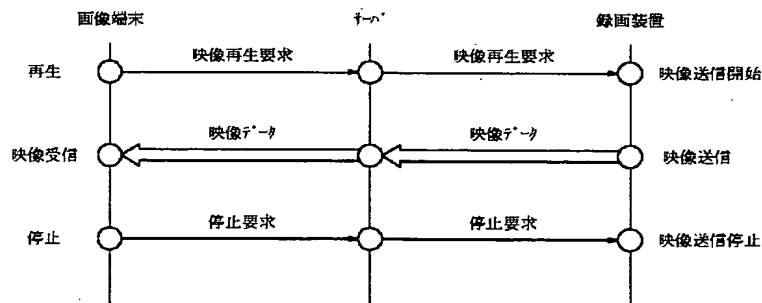 画像端末 サーバ 録画装置
映像再生要求 映像再生要求
再生 映像送信開始
映像データ 映像データ
映像受信 映像送信
停止要求 停止要求
停止 映像送信停止